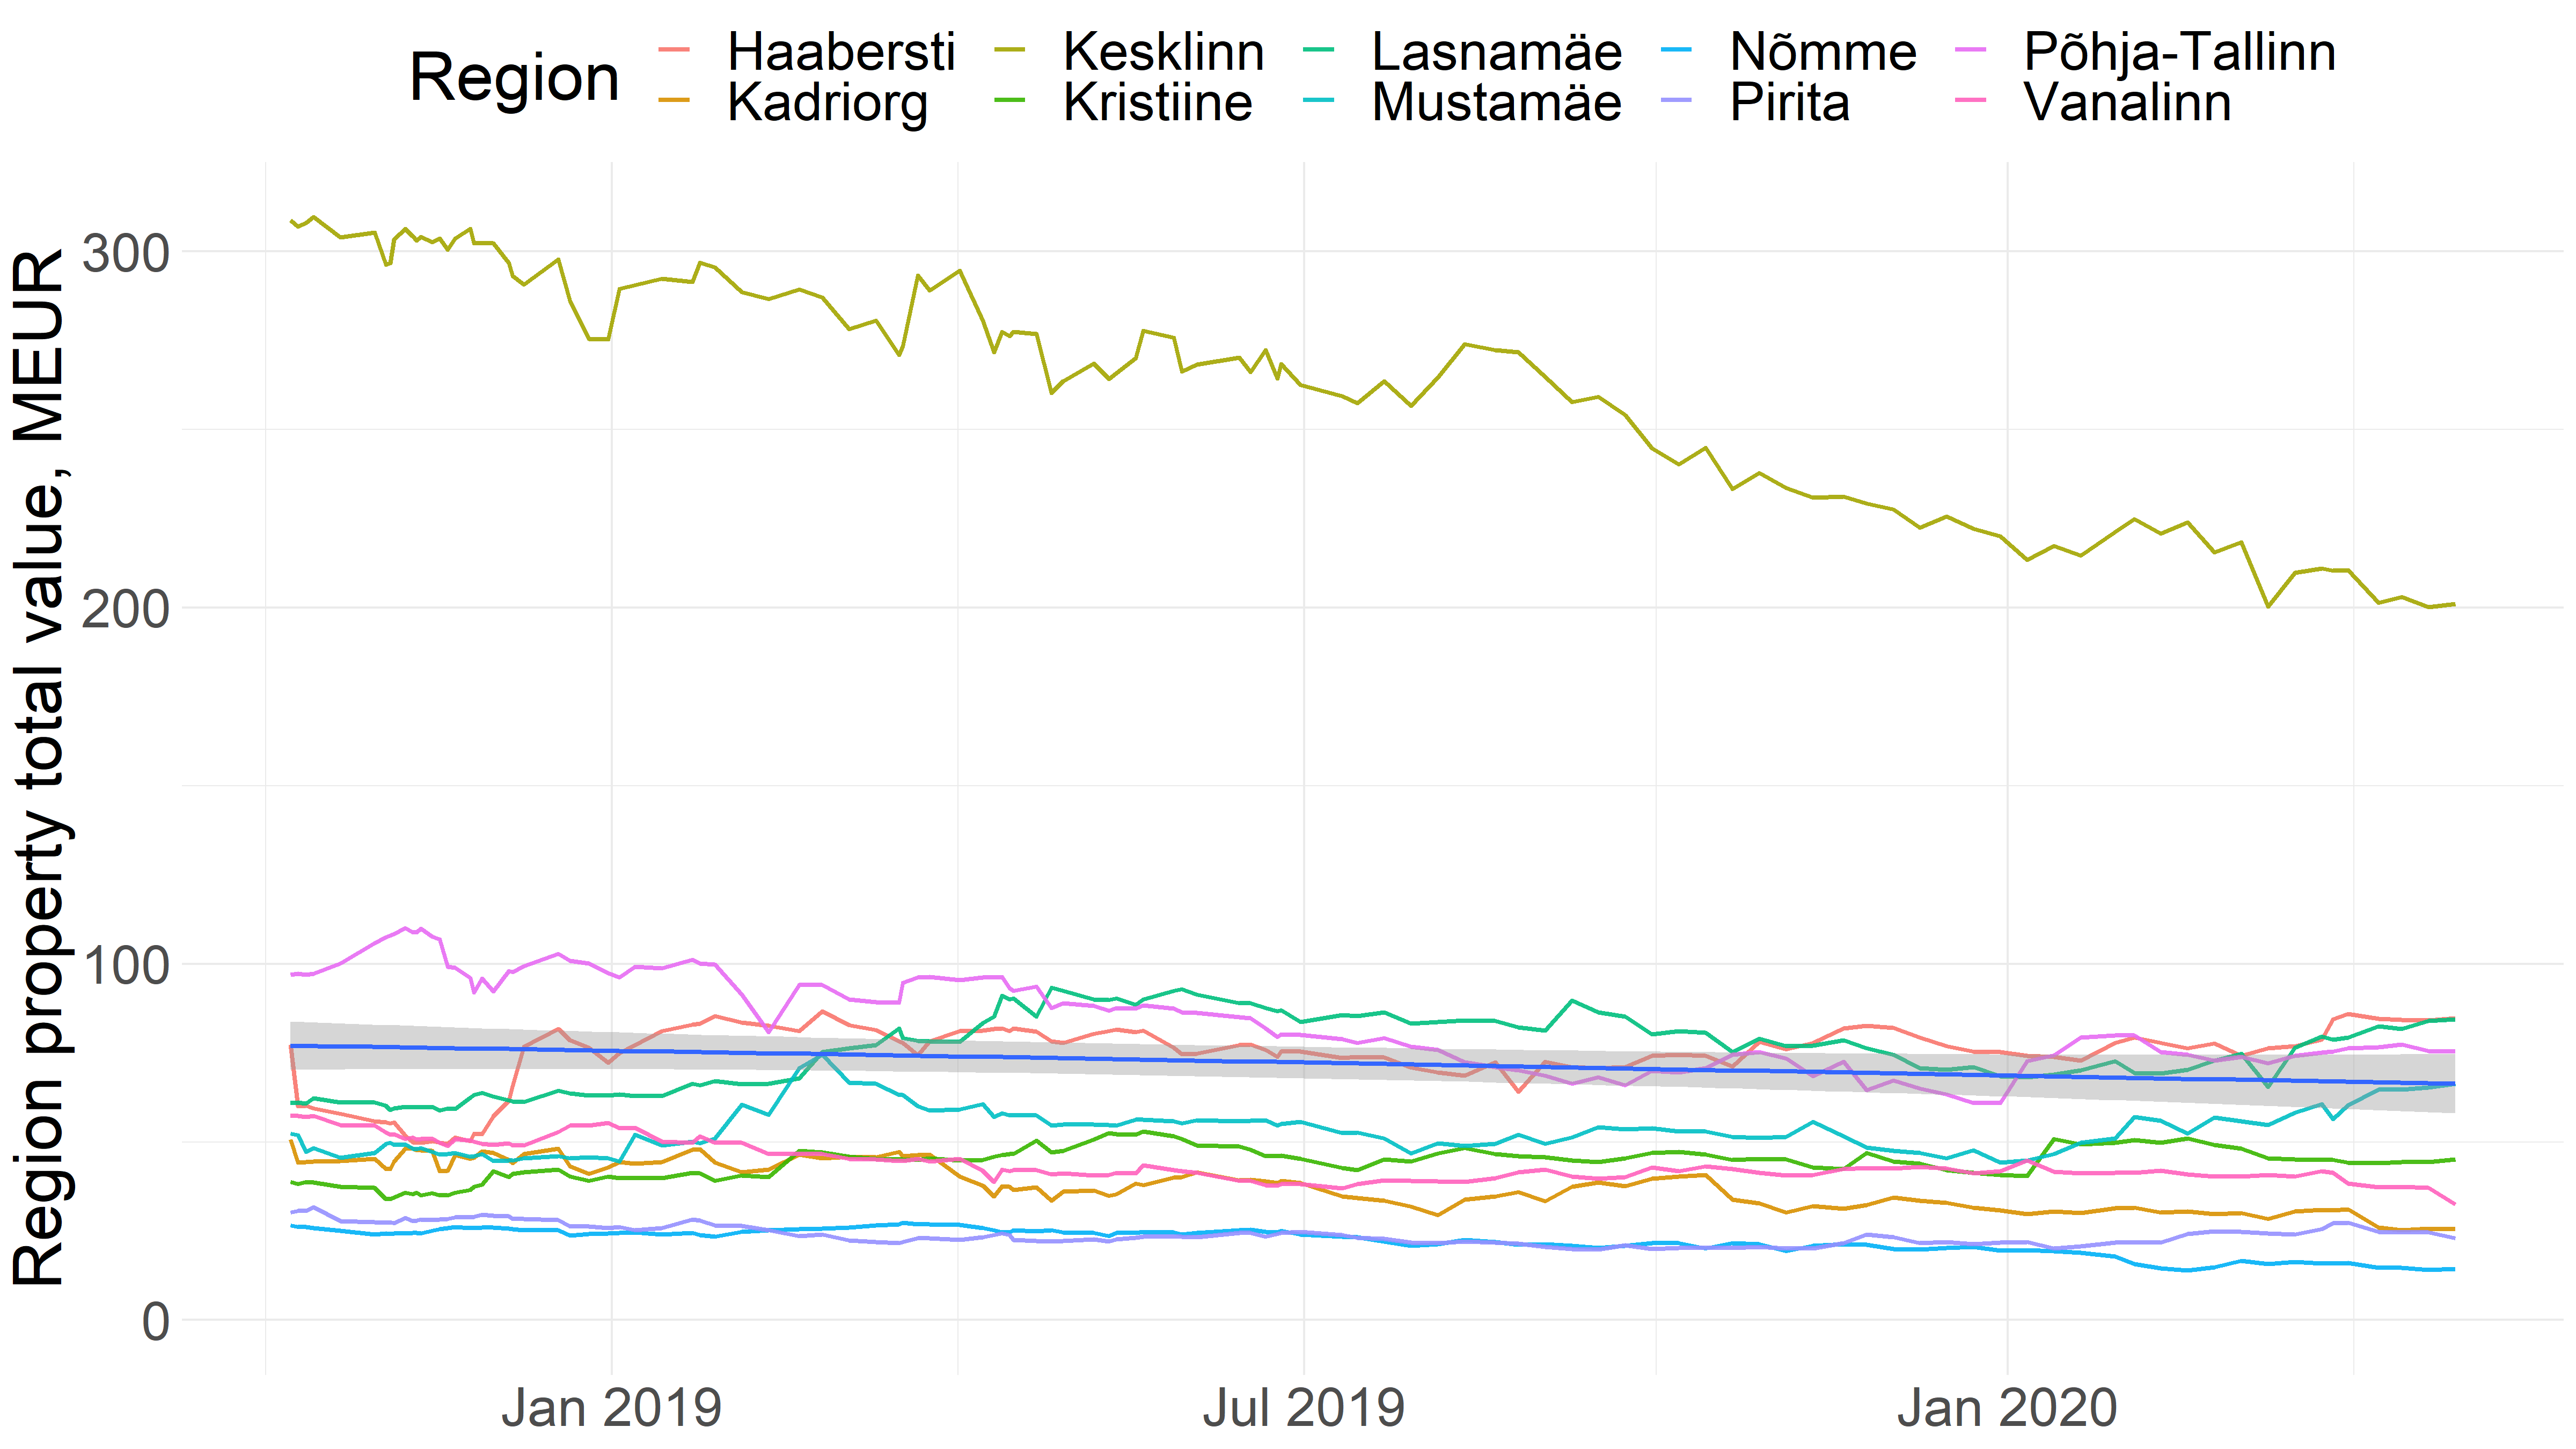 Region
Haabersti Kesklinn Lasnamäe Nõmme Põhja-Tallinn
Kadriorg Kristiine Mustamäe Pirita Vanalinn
Region property total value, MEUR
300
200
100
0
Jan 2019 Jul 2019 Jan 2020